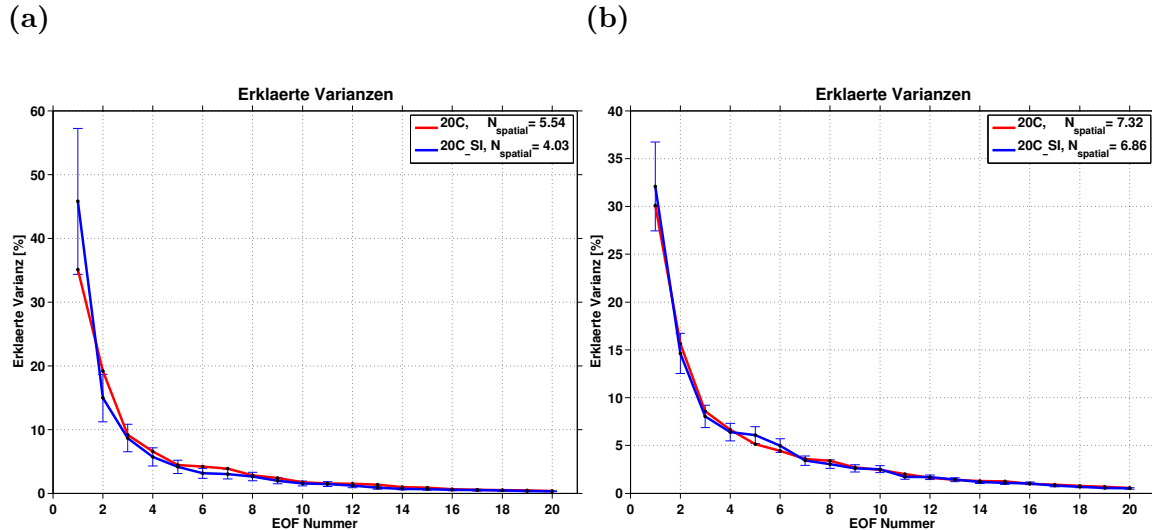 (a)
Erklaerte Varianzen
60
50
40
30
20
10
0
Erklaerte Varianz [%]
20C, N_spatial= 5.54
20C_SI, N_spatial= 4.03
0 2 4 6 8 10 12 14 16 18 20
EOF Nummer
(b)
Erklaerte Varianzen
40
35
30
25
20
15
10
5
0
Erklaerte Varianz [%]
20C, N_spatial= 7.32
20C_SI, N_spatial= 6.86
0 2 4 6 8 10 12 14 16 18 20
EOF Nummer